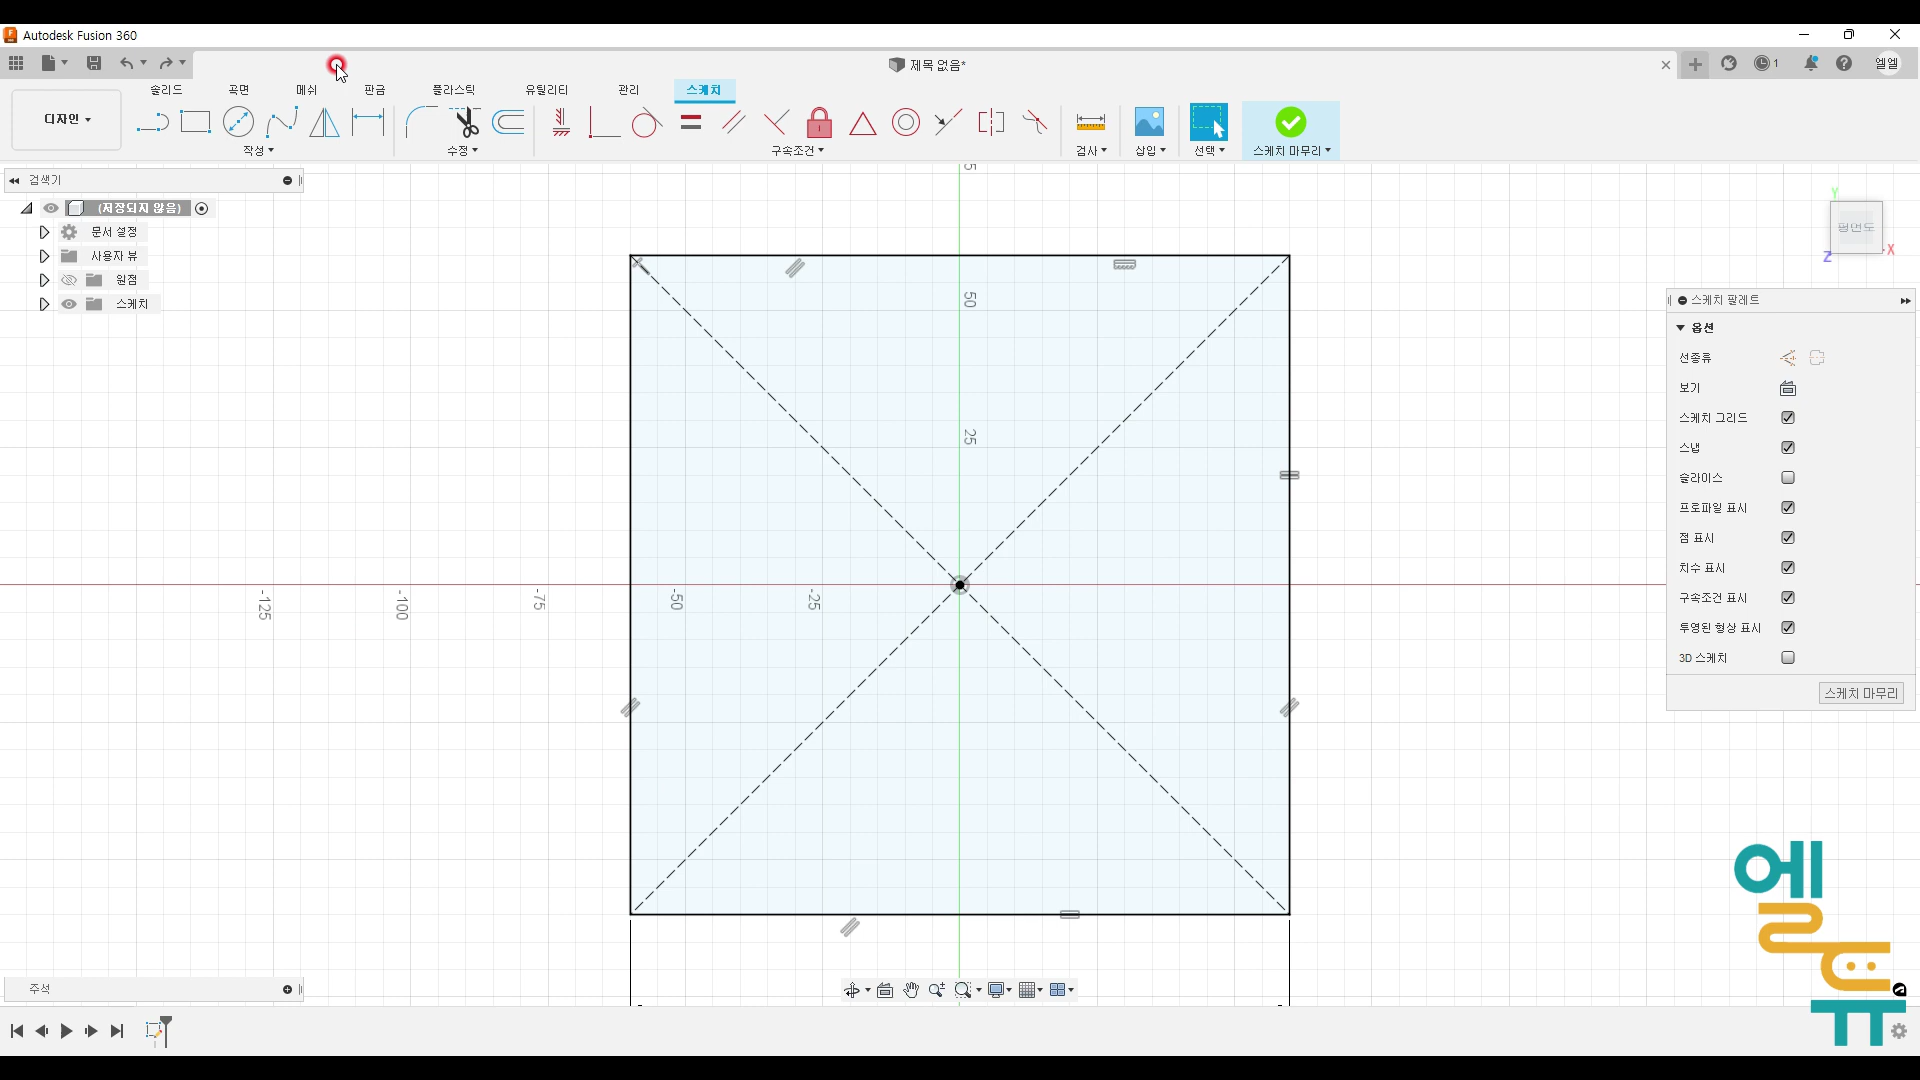 Autodesk Fusion 360
제목 없음*
1
엘엘
솔리드 곡면 메쉬 판금 플라스틱 유틸리티 관리 스케치
디자인
작성 수정 구속조건 검사 삽입 선택 스케치 마무리
검색기
(저장되지 않음)
문서 설정
사용자 뷰
원점
스케치
5
50
25
-125
-100
-75
-50
-25
Y
평면도
X
Z
스케치 팔레트
옵션
선종류
보기
스케치 그리드
스냅
슬라이스
프로파일 표시
점 표시
치수 표시
구속조건 표시
투영된 형상 표시
3D 스케치
스케치 마무리
주석
에
르
뜌